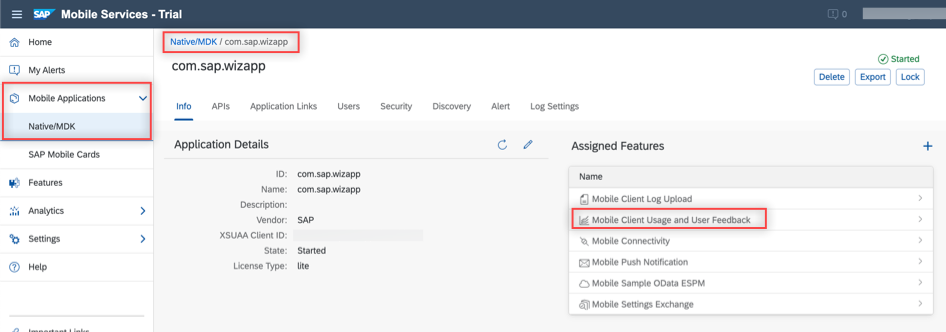 SAP Mobile Services - Trial
0
Home
My Alerts
Mobile Applications
Native/MDK
SAP Mobile Cards
Features
Analytics
Settings
Help
Important Links
Native/MDK / com.sap.wizapp
com.sap.wizapp
Started
Delete Export Lock
Info APIs Application Links Users Security Discovery Alert Log Settings
Application Details
ID: com.sap.wizapp
Name: com.sap.wizapp
Description:
Vendor: SAP
XSUAA Client ID:
State: Started
License Type: lite
Assigned Features
Name
Mobile Client Log Upload
Mobile Client Usage and User Feedback
Mobile Connectivity
Mobile Push Notification
Mobile Sample OData ESPM
Mobile Settings Exchange